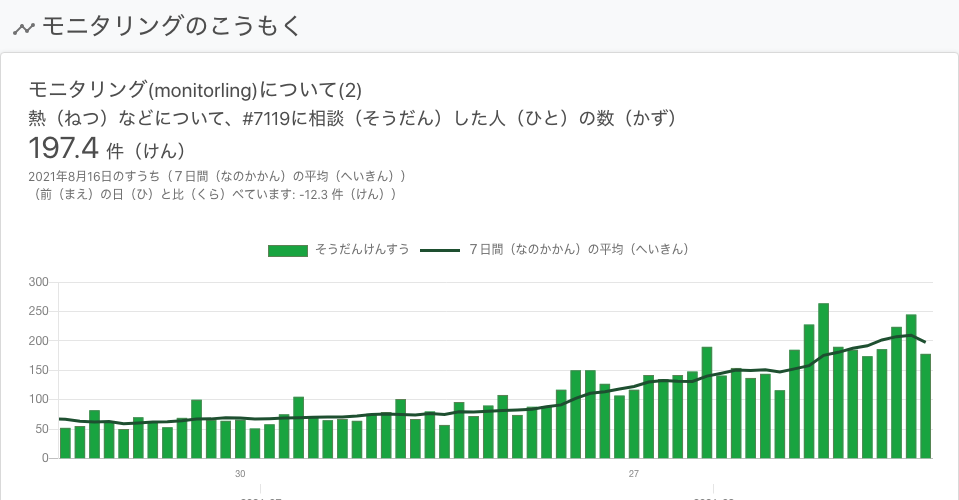 モニタリングのこうもく
モニタリング(monitorling)について(2)
熱（ねつ）などについて、#7119に相談（そうだん）した人（ひと）の数（かず）
197.4 件（けん）
2021年8月16日のすうち（７日間（なのかかん）の平均（へいきん））
（前（まえ）の日（ひ）と比（くら）べています: -12.3 件（けん））
そうだんけんすう ７日間（なのかかん）の平均（へいきん）
300
250
200
150
100
50
0
30 27